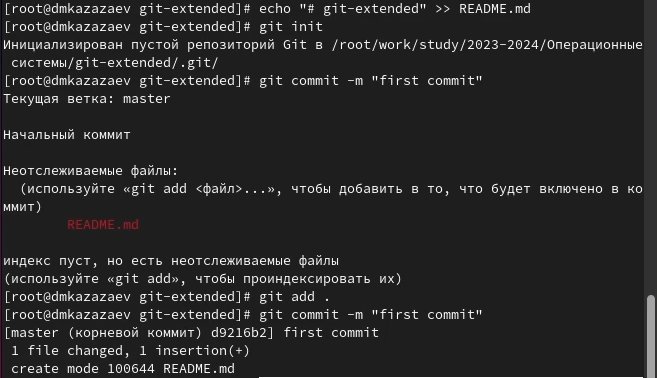 [root@dmkazazaev git-extended]# echo "# git-extended" >> README.md
[root@dmkazazaev git-extended]# git init
Инициализирован пустой репозиторий Git в /root/work/study/2023-2024/Операционные
 системы/git-extended/.git/
[root@dmkazazaev git-extended]# git commit -m "first commit"
Текущая ветка: master

Начальный коммит

Неотслеживаемые файлы:
  (используйте «git add <файл>...», чтобы добавить в то, что будет включено в ко
ммит)
        README.md

индекс пуст, но есть неотслеживаемые файлы
(используйте «git add», чтобы проиндексировать их)
[root@dmkazazaev git-extended]# git add .
[root@dmkazazaev git-extended]# git commit -m "first commit"
[master (корневой коммит) d9216b2] first commit
 1 file changed, 1 insertion(+)
 create mode 100644 README.md